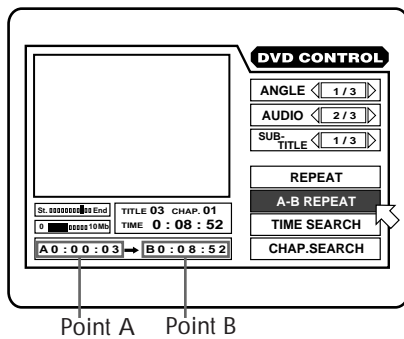 DVD CONTROL
ANGLE 1 / 3
AUDIO 2 / 3
SUB-TITLE 1 / 3
REPEAT
A-B REPEAT
TIME SEARCH
CHAP.SEARCH
St. End
0 10Mb
TITLE 03 CHAP. 01
TIME 0 : 08 : 52
A 0 : 00 : 03 → B 0 : 08 : 52
Point A Point B